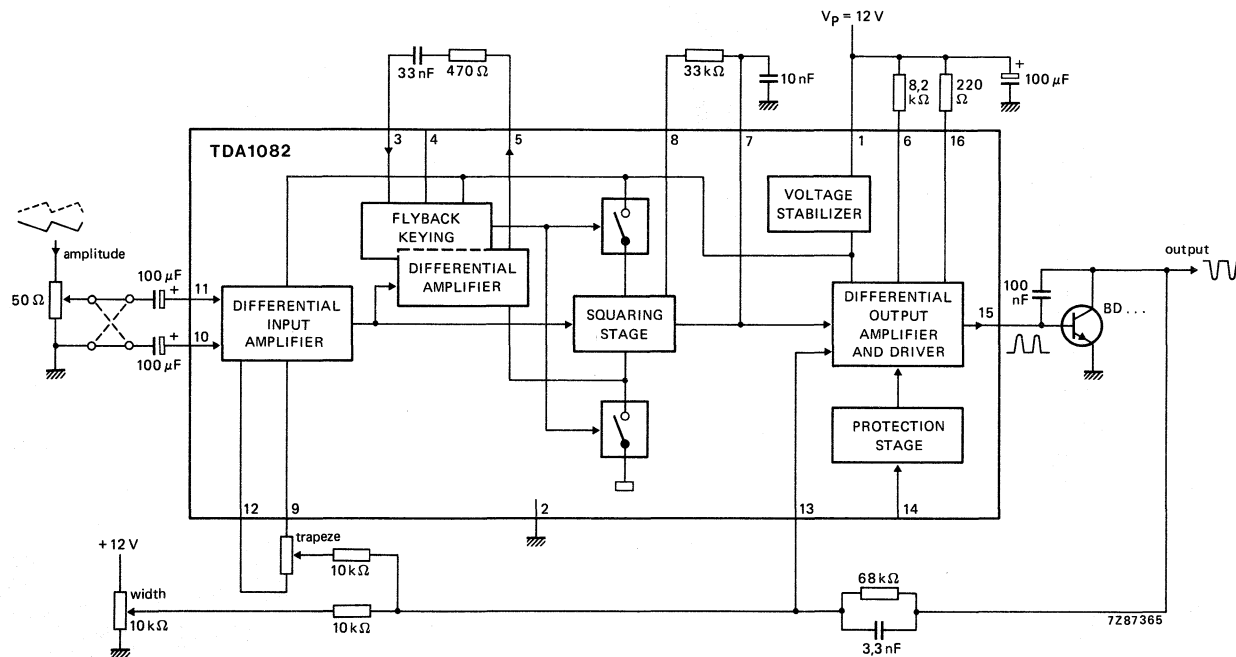 Vp = 12 V
33 nF
470 Ω
33 kΩ
10 nF
8,2
kΩ
220
Ω
+
100 µF
3
4
5
8
7
1
6
16
TDA1082
VOLTAGE
STABILIZER
FLYBACK
KEYING
DIFFERENTIAL
AMPLIFIER
amplitude
50 Ω
100 µF
+
11
10
+
100 µF
DIFFERENTIAL
INPUT
AMPLIFIER
SQUARING
STAGE
DIFFERENTIAL
OUTPUT
AMPLIFIER
AND DRIVER
15
100
nF
BD . . .
output
PROTECTION
STAGE
12
9
2
13
14
+ 12 V
trapeze
10 kΩ
width
10 kΩ
10 kΩ
68 kΩ
3,3 nF
7Z87365